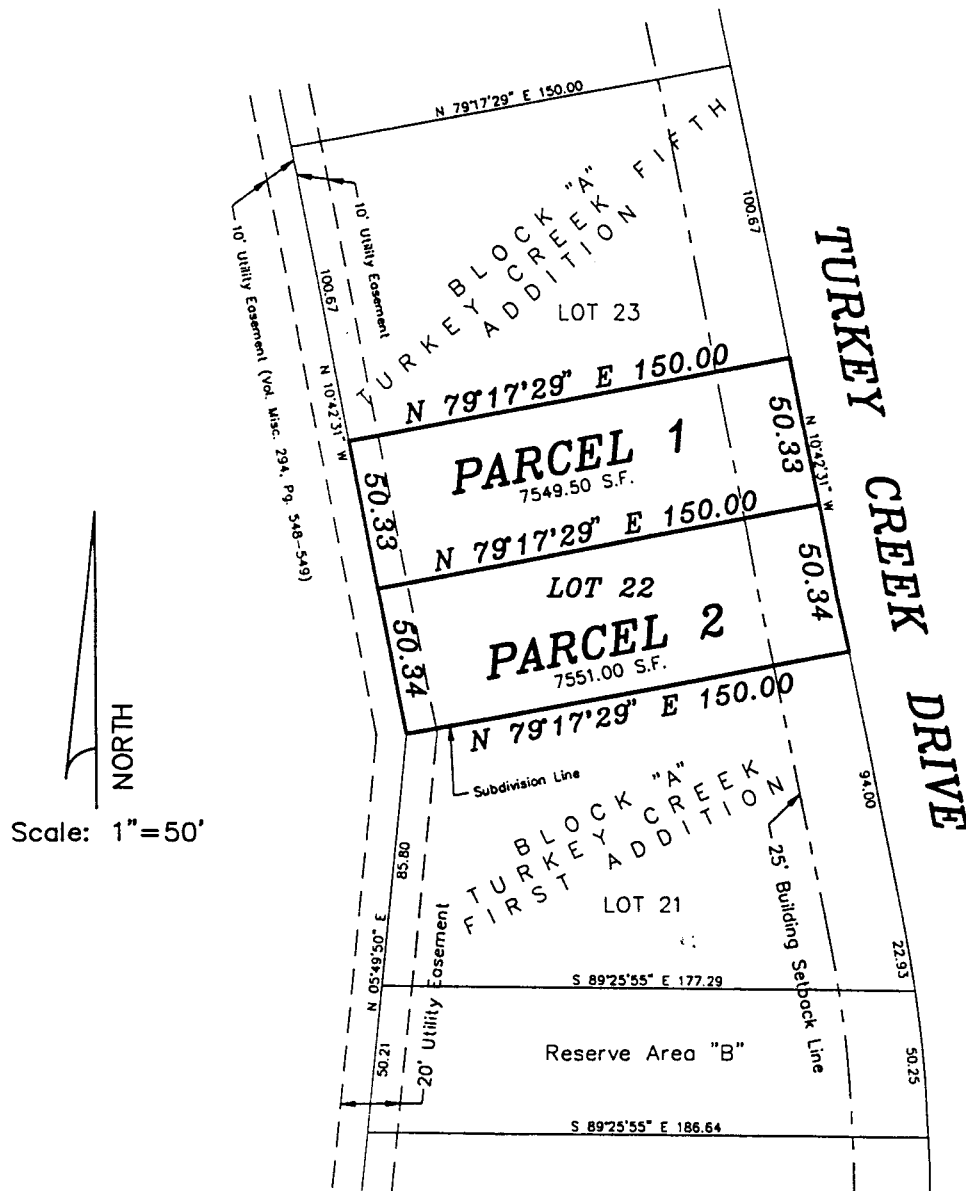 N 79°17'29" E 150.00
10' Utility Easement
10' Utility Easement (Vol. Misc. 294, Pg. 548-549)
100.67
100.67
BLOCK "A"
TURKEY CREEK FIFTH
ADDITION
LOT 23
TURKEY CREEK DRIVE
N 10°42'31" W
N 79°17'29" E 150.00
50.33
PARCEL 1
7549.50 S.F.
50.33
N 10°42'31" W
N 79°17'29" E 150.00
50.34
LOT 22
PARCEL 2
7551.00 S.F.
50.34
N 79°17'29" E 150.00
Subdivision Line
NORTH
Scale: 1"=50'
BLOCK "A"
TURKEY CREEK
FIRST ADDITION
LOT 21
94.00
25' Building Setback Line
85.80
N 05°49'50" E
22.93
S 89°25'55" E 177.29
20' Utility Easement
50.21
Reserve Area "B"
50.25
S 89°25'55" E 186.64